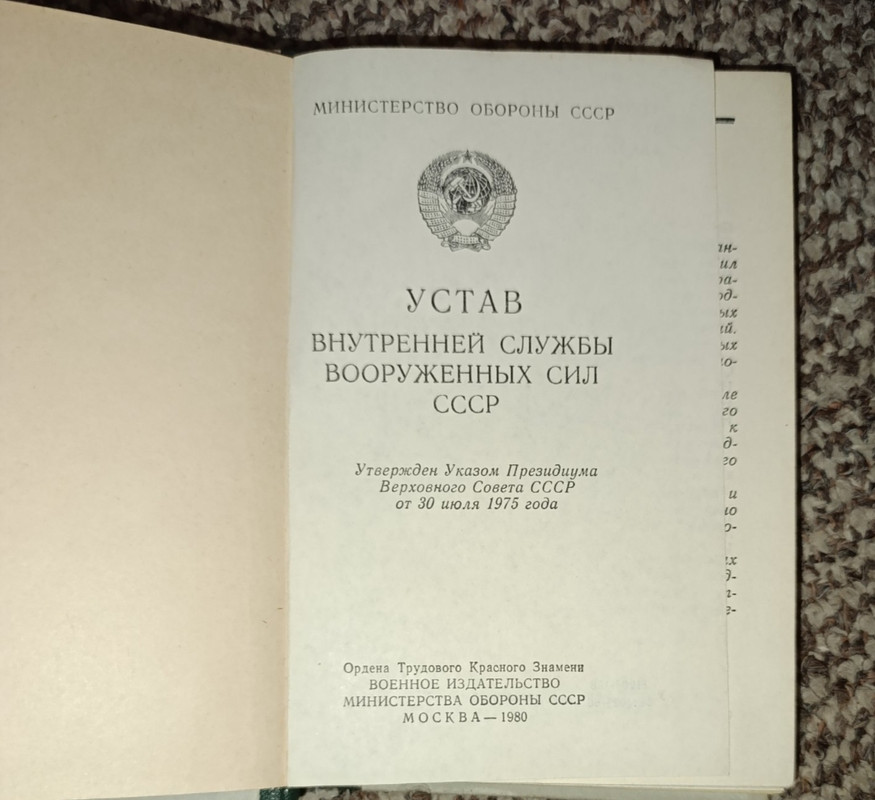 МИНИСТЕРСТВО ОБОРОНЫ СССР
УСТАВ
ВНУТРЕННЕЙ СЛУЖБЫ
ВООРУЖЕННЫХ СИЛ
СССР
Утвержден Указом Президиума
Верховного Совета СССР
от 30 июля 1975 года
Ордена Трудового Красного Знамени
ВОЕННОЕ ИЗДАТЕЛЬСТВО
МИНИСТЕРСТВА ОБОРОНЫ СССР
МОСКВА — 1980